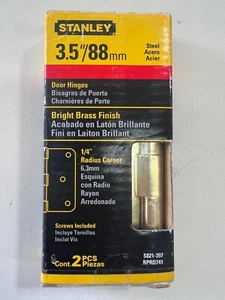 STANLEY
3.5"/88mm
Steel
Acero
Acier
Door Hinges
Bisagras de Puerta
Charnières de Porte
Bright Brass Finish
Acabado en Latón Brillante
Fini en Laiton Brillant
1/4"
Radius Corner
6,3mm
Esquina
con Radio
Rayon
Arredonado
Screws Included
Incluye Tornillos
Inclut Vis
Cont. 2 PCS
Piezas
S821-397
RPRD741